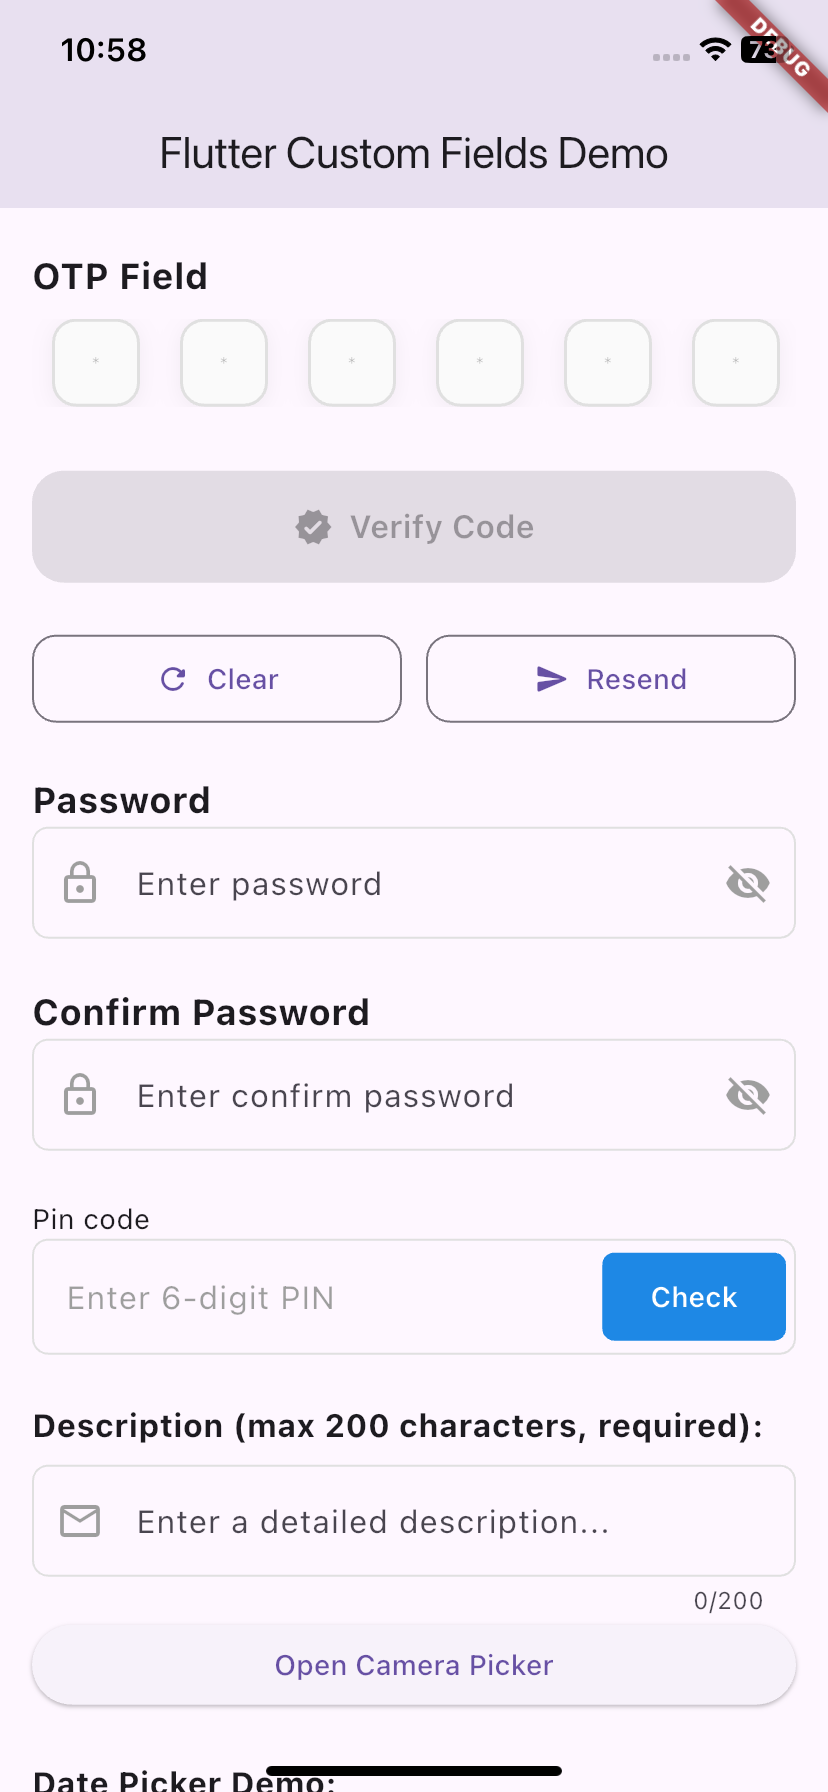 10:58
73
DEBUG
Flutter Custom Fields Demo
OTP Field
* * * * * *
Verify Code
Clear
Resend
Password
Enter password
Confirm Password
Enter confirm password
Pin code
Enter 6-digit PIN
Check
Description (max 200 characters, required):
Enter a detailed description...
0/200
Open Camera Picker
Date Picker Demo: